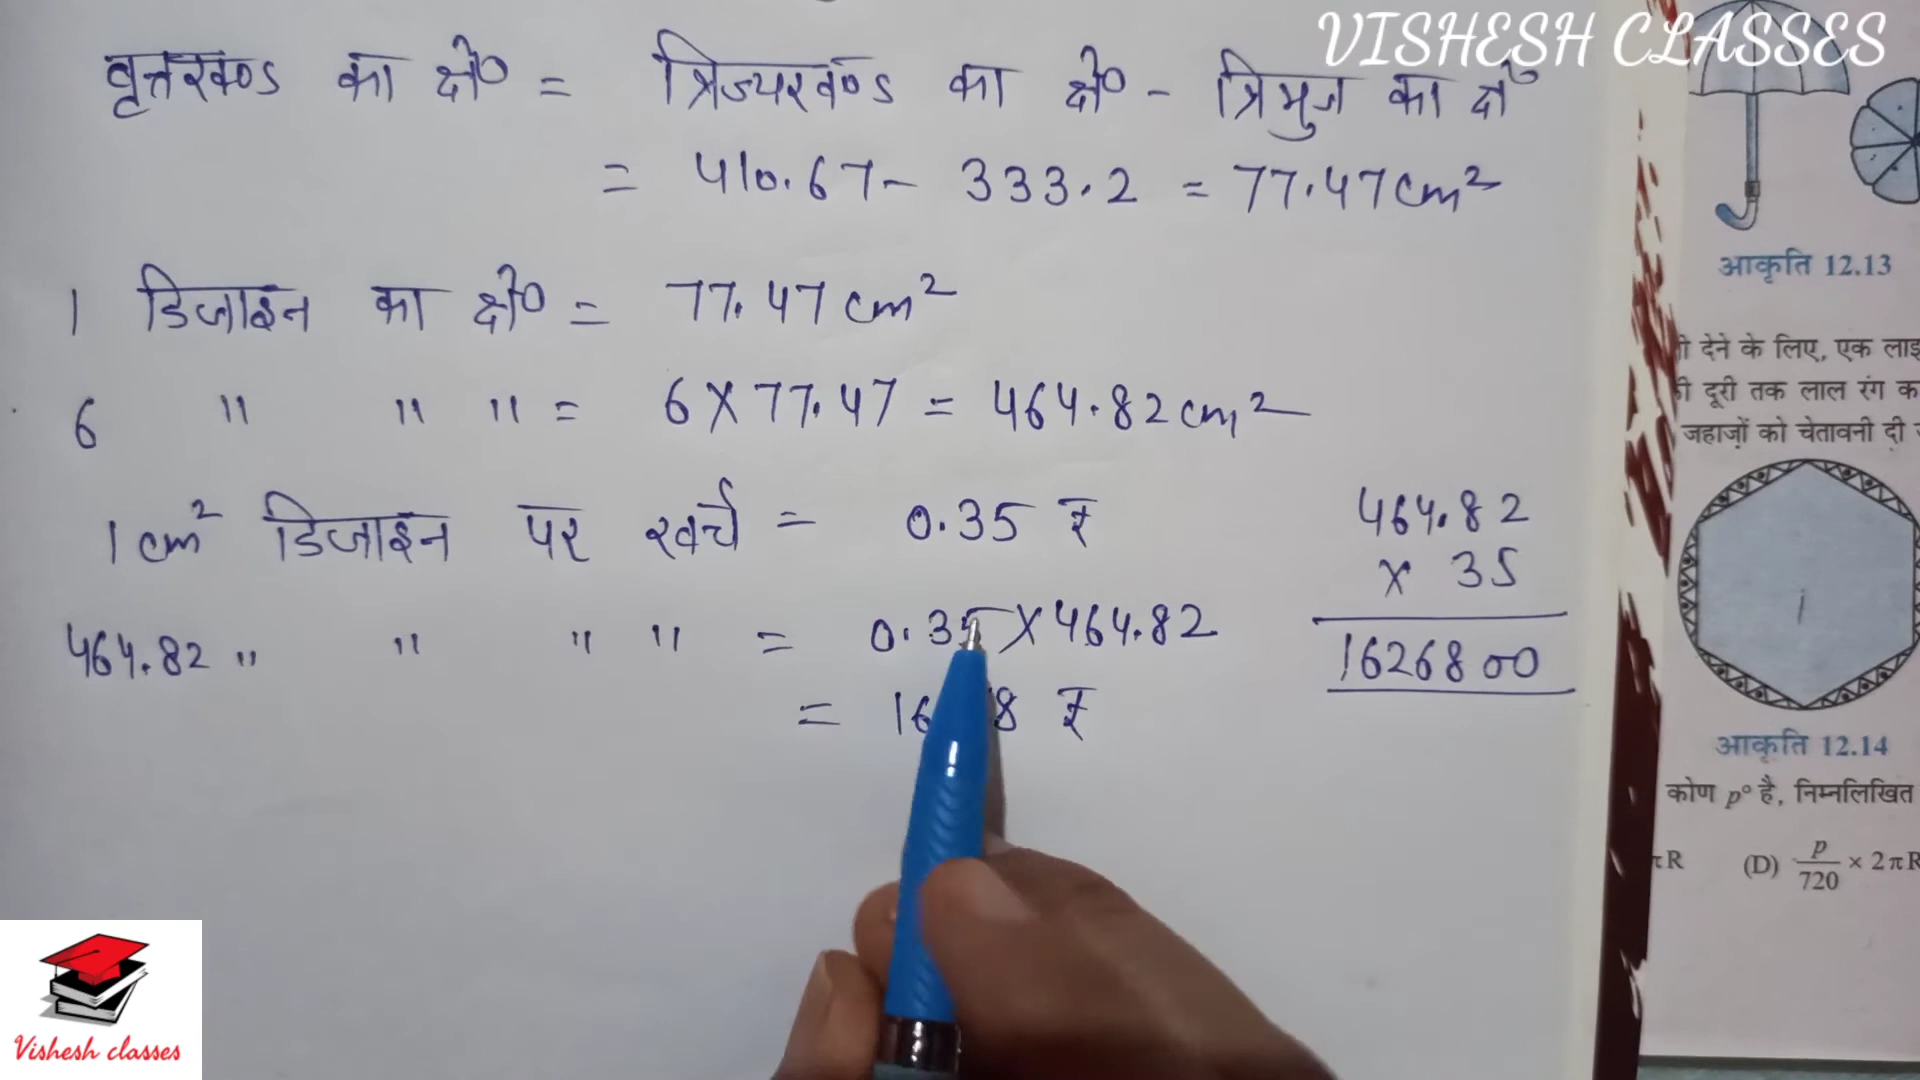 VISHESH CLASSES
वृत्तखण्ड का क्षे० = त्रिज्यखण्ड का क्षे० - त्रिभुज का क्षे०
= 410.67 - 333.2 = 77.47 cm²
1 डिजाइन का क्षे० = 77.47 cm²
6 " " " = 6 X 77.47 = 464.82 cm²
1 cm² डिजाइन पर खर्च = 0.35 ₹
464.82 " " " " = 0.35 X 464.82
= ₹
464.82
x 35
1626800
आकृति 12.13
देने के लिए, एक
दूरी तक लाल रंग
जहाज़ों को चेतावनी दी
1
आकृति 12.14
कोण p° है, निम्नलिखित
πR (D) p/720 × 2πR
Vishesh classes